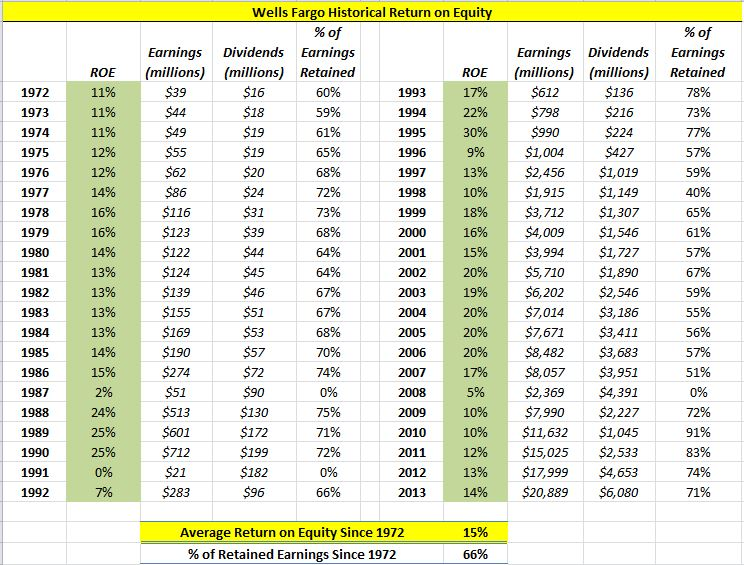 Wells Fargo Historical Return on Equity
% of % of
Earnings Dividends Earnings Earnings Dividends Earnings
ROE (millions) (millions) Retained ROE (millions) (millions) Retained
1972 11% $39 $16 60% 1993 17% $612 $136 78%
1973 11% $44 $18 59% 1994 22% $798 $216 73%
1974 11% $49 $19 61% 1995 30% $990 $224 77%
1975 12% $55 $19 65% 1996 9% $1,004 $427 57%
1976 12% $62 $20 68% 1997 13% $2,456 $1,019 59%
1977 14% $86 $24 72% 1998 10% $1,915 $1,149 40%
1978 16% $116 $31 73% 1999 18% $3,712 $1,307 65%
1979 16% $123 $39 68% 2000 16% $4,009 $1,546 61%
1980 14% $122 $44 64% 2001 15% $3,994 $1,727 57%
1981 13% $124 $45 64% 2002 20% $5,710 $1,890 67%
1982 13% $139 $46 67% 2003 19% $6,202 $2,546 59%
1983 13% $155 $51 67% 2004 20% $7,014 $3,186 55%
1984 13% $169 $53 68% 2005 20% $7,671 $3,411 56%
1985 14% $190 $57 70% 2006 20% $8,482 $3,683 57%
1986 15% $274 $72 74% 2007 17% $8,057 $3,951 51%
1987 2% $51 $90 0% 2008 5% $2,369 $4,391 0%
1988 24% $513 $130 75% 2009 10% $7,990 $2,227 72%
1989 25% $601 $172 71% 2010 10% $11,632 $1,045 91%
1990 25% $712 $199 72% 2011 12% $15,025 $2,533 83%
1991 0% $21 $182 0% 2012 13% $17,999 $4,653 74%
1992 7% $283 $96 66% 2013 14% $20,889 $6,080 71%
Average Return on Equity Since 1972 15%
% of Retained Earnings Since 1972 66%